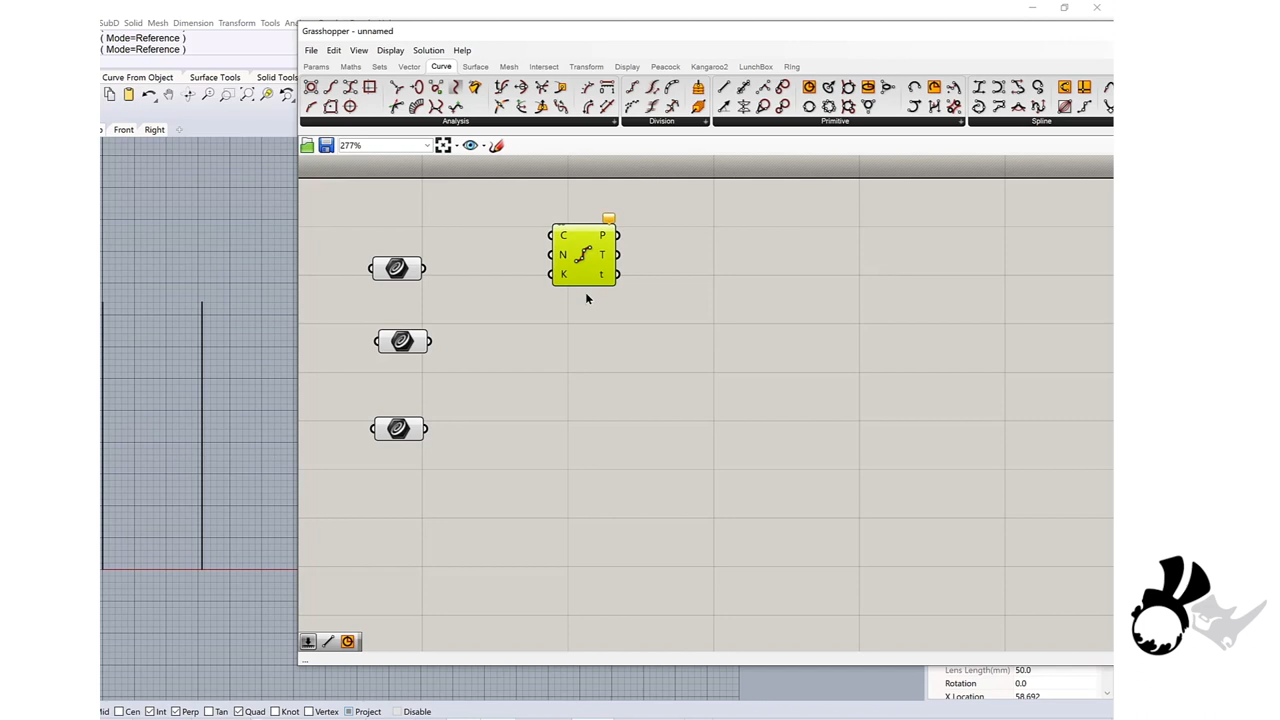 SubD Solid Mesh Dimension Transform Tools
( Mode=Reference )
( Mode=Reference )
Curve From Object Surface Tools Solid Tools
Front Right
Grasshopper - unnamed
File Edit View Display Solution Help
Params Maths Sets Vector Curve Surface Mesh Intersect Transform Display Peacock Kangaroo2 LunchBox RIng
Analysis Division Primitive Spline
277%
C P
N T
K t
...
Lens Length(mm) 50.0
Rotation 0.0
X Location 58.692
Cen Int Perp Tan Quad Knot Vertex Project Disable